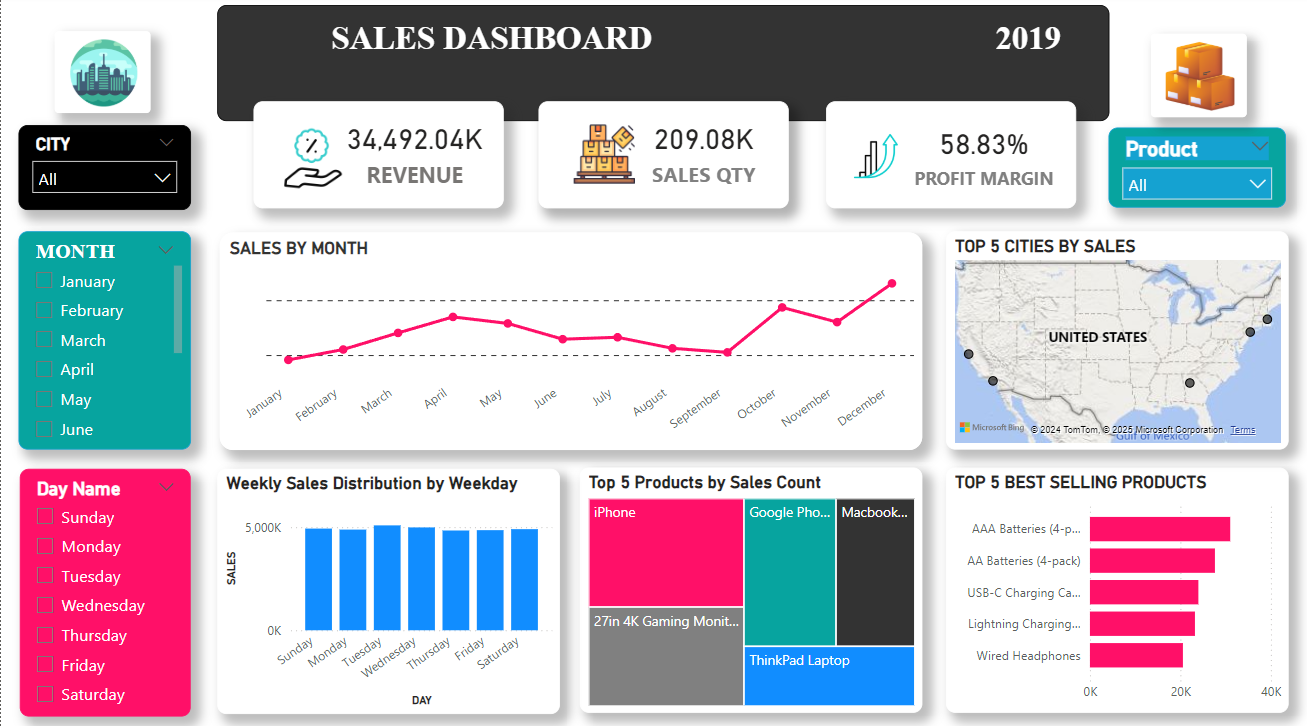 SALES DASHBOARD
2019
CITY
All
34,492.04K
REVENUE
209.08K
SALES QTY
58.83%
PROFIT MARGIN
Product
All
MONTH
January
February
March
April
May
June
SALES BY MONTH
January
February
March
April
May
June
July
August
September
October
November
December
TOP 5 CITIES BY SALES
UNITED STATES
Gulf of Mexico
Microsoft Bing
© 2024 TomTom, © 2025 Microsoft Corporation Terms
Day Name
Sunday
Monday
Tuesday
Wednesday
Thursday
Friday
Saturday
Weekly Sales Distribution by Weekday
SALES
5,000K
0K
Sunday
Monday
Tuesday
Wednesday
Thursday
Friday
Saturday
DAY
Top 5 Products by Sales Count
iPhone
27in 4K Gaming Monit...
Google Pho...
Macbook...
ThinkPad Laptop
TOP 5 BEST SELLING PRODUCTS
AAA Batteries (4-p...
AA Batteries (4-pack)
USB-C Charging Ca...
Lightning Charging...
Wired Headphones
0K
20K
40K